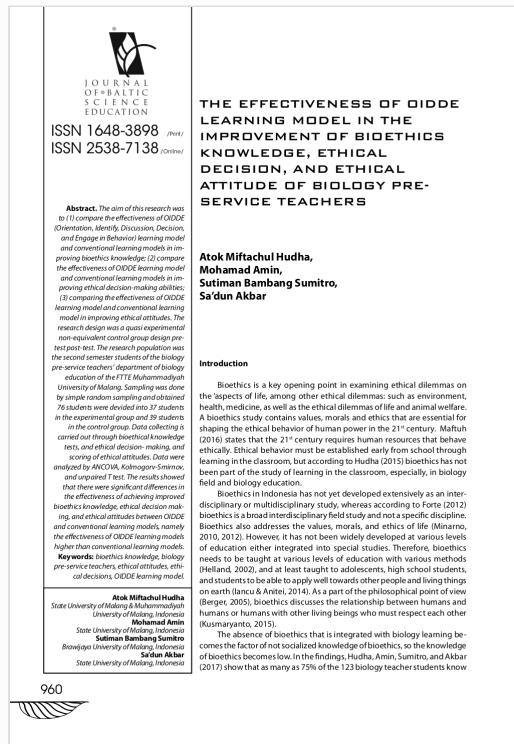 JOURNAL
OF•BALTIC
SCIENCE
EDUCATION
ISSN 1648-3898 /Print/
ISSN 2538-7138 /Online/
Abstract. The aim of this research was
to (1) compare the effectiveness of OIDDE
(Orientation, Identify, Discussion, Decision,
and Engage in Behavior) learning model
and conventional learning models in im-
proving bioethics knowledge; (2) compare
the effectiveness of OIDDE learning model
and conventional learning models in im-
proving ethical decision-making abilities;
(3) comparing the effectiveness of OIDDE
learning model and conventional learning
model in improving ethical attitudes. The
research design was a quasi experimental
non-equivalent control group design pre-
test post-test. The research population was
the second semester students of the biology
pre-service teachers' department of biology
education of the FTTE Muhammadiyah
University of Malang. Sampling was done
by simple random sampling and obtained
76 students were devided into 37 students
in the experimental group and 39 students
in the control group. Data collecting is
carried out through bioethical knowledge
tests, and ethical decision- making, and
scoring of ethical attitudes. Data were
analyzed by ANCOVA, Kolmogorv-Smirnov,
and unpaired T test. The results showed
that there were significant differences in
the effectiveness of achieving improved
bioethics knowledge, ethical decision mak-
ing, and ethical attitudes between OIDDE
and conventional learning models, namely
the effectiveness of OIDDE learning models
higher than conventional learning models.
Keywords: bioethics knowledge, biology
pre-service teachers, ethical attitudes, ethi-
cal decisions, OIDDE learning model.
Atok Miftachul Hudha
State University of Malang & Muhammadiyah
University of Malang, Indonesia
Mohamad Amin
State University of Malang, Indonesia
Sutiman Bambang Sumitro
Brawijaya University of Malang, Indonesia
Sa'dun Akbar
State University of Malang, Indonesia
960
THE EFFECTIVENESS OF OIDDE
LEARNING MODEL IN THE
IMPROVEMENT OF BIOETHICS
KNOWLEDGE, ETHICAL
DECISION, AND ETHICAL
ATTITUDE OF BIOLOGY PRE-
SERVICE TEACHERS
Atok Miftachul Hudha,
Mohamad Amin,
Sutiman Bambang Sumitro,
Sa'dun Akbar
Introduction
Bioethics is a key opening point in examining ethical dilemmas on
the 'aspects of life, among other ethical dilemmas: such as environment,
health, medicine, as well as the ethical dilemmas of life and animal welfare.
A bioethics study contains values, morals and ethics that are essential for
shaping the ethical behavior of human power in the 21st century. Maftuh
(2016) states that the 21st century requires human resources that behave
ethically. Ethical behavior must be established early from school through
learning in the classroom, but according to Hudha (2015) bioethics has not
been part of the study of learning in the classroom, especially, in biology
field and biology education.
Bioethics in Indonesia has not yet developed extensively as an inter-
disciplinary or multidisciplinary study, whereas according to Forte (2012)
bioethics is a broad interdisciplinary field study and not a specific discipline.
Bioethics also addresses the values, morals, and ethics of life (Minarno,
2010, 2012). However, it has not been widely developed at various levels
of education either integrated into special studies. Therefore, bioethics
needs to be taught at various levels of education with various methods
(Helland, 2002), and at least taught to adolescents, high school students,
and students to be able to apply well towards other people and living things
on earth (Iancu & Anitei, 2014). As a part of the philosophical point of view
(Berger, 2005), bioethics discusses the relationship between humans and
humans or humans with other living beings who must respect each other
(Kusmaryanto, 2015).
The absence of bioethics that is integrated with biology learning be-
comes the factor of not socialized knowledge of bioethics, so the knowledge
of bioethics becomes low. In the findings, Hudha, Amin, Sumitro, and Akbar
(2017) show that as many as 75% of the 123 biology teacher students know